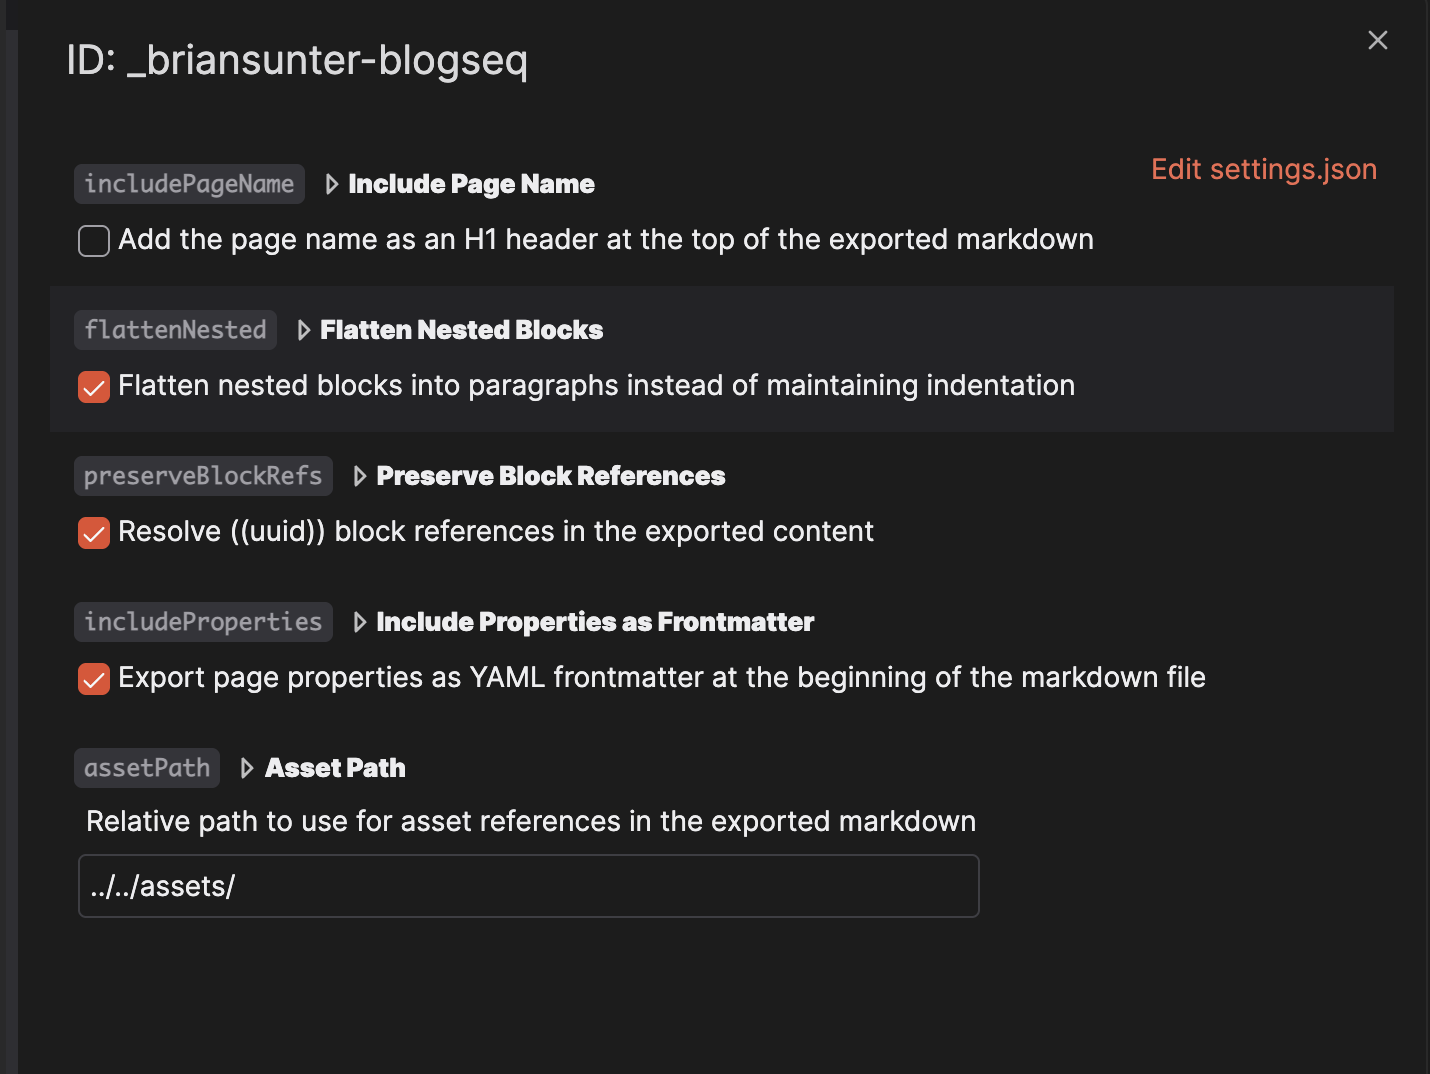 ID: _briansunter-blogseq
Edit settings.json
includePageName Include Page Name
Add the page name as an H1 header at the top of the exported markdown
flattenNested Flatten Nested Blocks
Flatten nested blocks into paragraphs instead of maintaining indentation
preserveBlockRefs Preserve Block References
Resolve ((uuid)) block references in the exported content
includeProperties Include Properties as Frontmatter
Export page properties as YAML frontmatter at the beginning of the markdown file
assetPath Asset Path
Relative path to use for asset references in the exported markdown
../../assets/